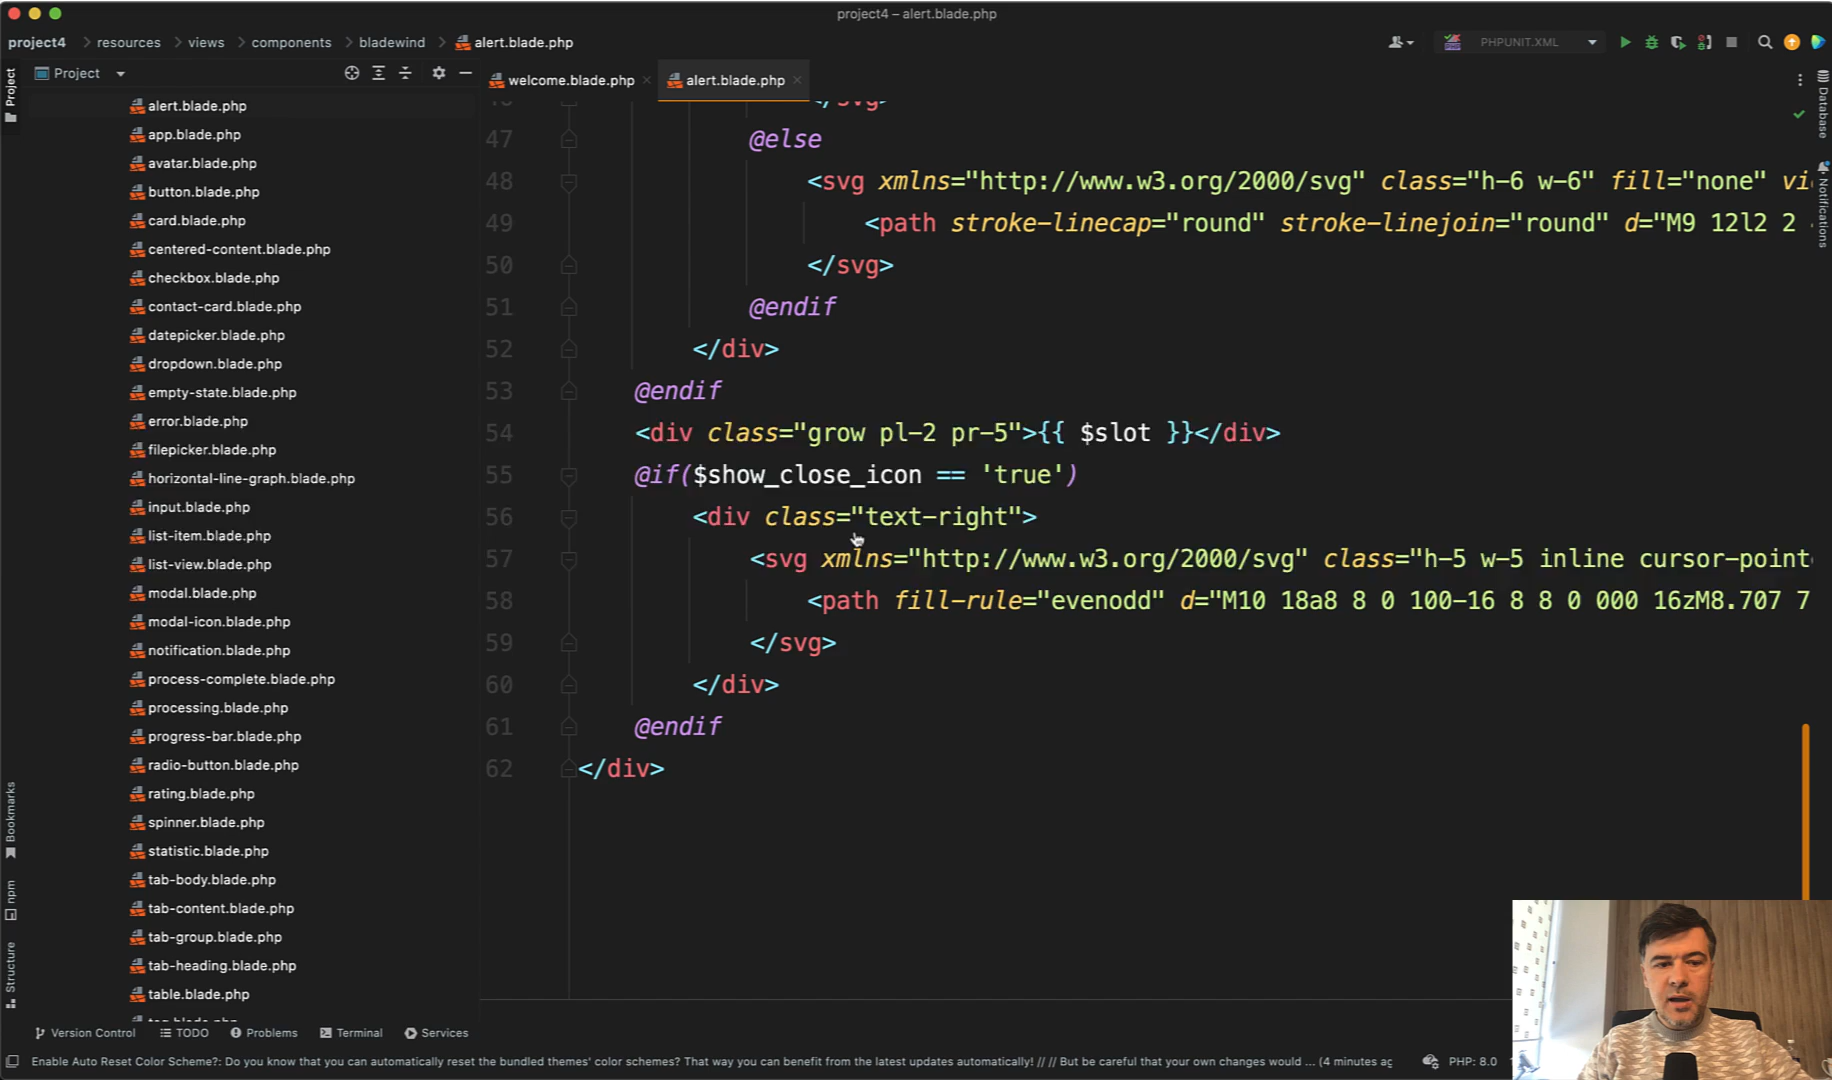 project4 – alert.blade.php
project4 > resources > views > components > bladewind > alert.blade.php
PHPUNIT.XML
Project
welcome.blade.php
alert.blade.php
Project
Bookmarks
npm
Structure
alert.blade.php
app.blade.php
avatar.blade.php
button.blade.php
card.blade.php
centered-content.blade.php
checkbox.blade.php
contact-card.blade.php
datepicker.blade.php
dropdown.blade.php
empty-state.blade.php
error.blade.php
filepicker.blade.php
horizontal-line-graph.blade.php
input.blade.php
list-item.blade.php
list-view.blade.php
modal.blade.php
modal-icon.blade.php
notification.blade.php
process-complete.blade.php
processing.blade.php
progress-bar.blade.php
radio-button.blade.php
rating.blade.php
spinner.blade.php
statistic.blade.php
tab-body.blade.php
tab-content.blade.php
tab-group.blade.php
tab-heading.blade.php
table.blade.php
47 @else
48 <svg xmlns="http://www.w3.org/2000/svg" class="h-6 w-6" fill="none" vi
49 <path stroke-linecap="round" stroke-linejoin="round" d="M9 12l2 2
50 </svg>
51 @endif
52 </div>
53 @endif
54 <div class="grow pl-2 pr-5">{{ $slot }}</div>
55 @if($show_close_icon == 'true')
56 <div class="text-right">
57 <svg xmlns="http://www.w3.org/2000/svg" class="h-5 w-5 inline cursor-point
58 <path fill-rule="evenodd" d="M10 18a8 8 0 100-16 8 8 0 000 16zM8.707 7
59 </svg>
60 </div>
61 @endif
62 </div>
Database
Notifications
Version Control
TODO
Problems
Terminal
Services
Enable Auto Reset Color Scheme?: Do you know that you can automatically reset the bundled themes' color schemes? That way you can benefit from the latest updates automatically! // // But be careful that your own changes would ... (4 minutes ag
PHP: 8.0